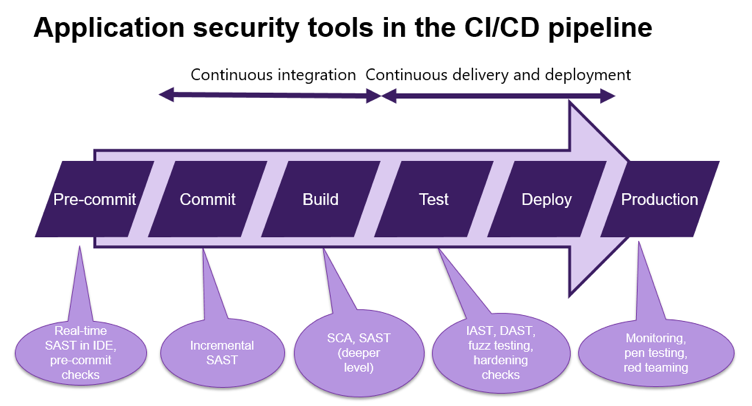 Application security tools in the CI/CD pipeline
Continuous integration
Continuous delivery and deployment
Pre-commit
Commit
Build
Test
Deploy
Production
Real-time
SAST in IDE,
pre-commit
checks
Incremental
SAST
SCA, SAST
(deeper
level)
IAST, DAST,
fuzz testing,
hardening
checks
Monitoring,
pen testing,
red teaming